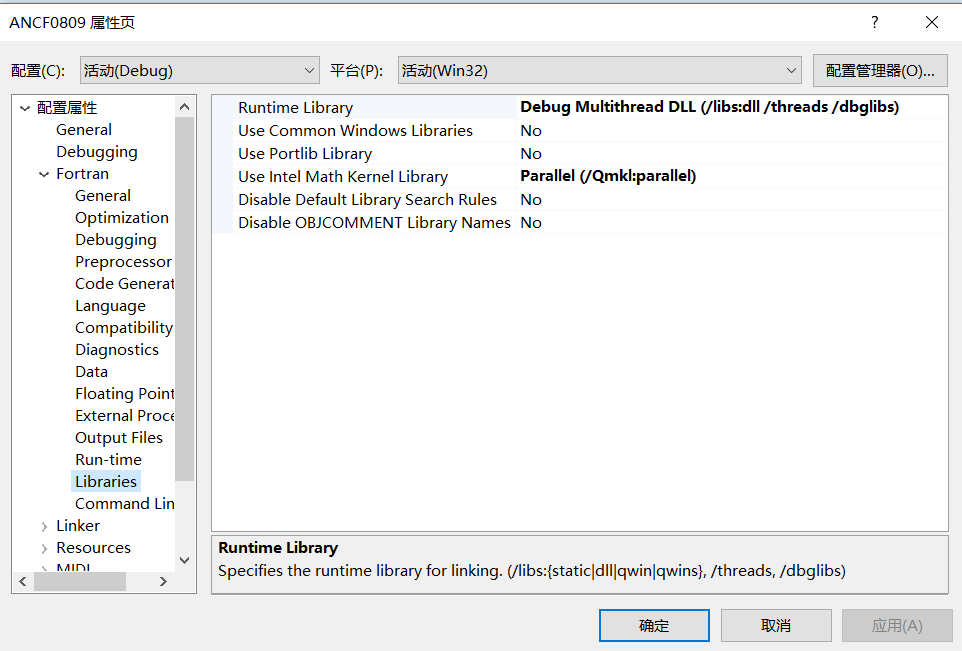 ANCF0809 属性页
配置(C): 活动(Debug) 平台(P): 活动(Win32) 配置管理器(O)...
配置属性
General
Debugging
Fortran
General
Optimization
Debugging
Preprocessor
Code Generat
Language
Compatibility
Diagnostics
Data
Floating Point
External Proce
Output Files
Run-time
Libraries
Command Lin
Linker
Resources
MIDL
Runtime Library Debug Multithread DLL (/libs:dll /threads /dbglibs)
Use Common Windows Libraries No
Use Portlib Library No
Use Intel Math Kernel Library Parallel (/Qmkl:parallel)
Disable Default Library Search Rules No
Disable OBJCOMMENT Library Names No
Runtime Library
Specifies the runtime library for linking. (/libs:{static|dll|qwin|qwins}, /threads, /dbglibs)
确定 取消 应用(A)